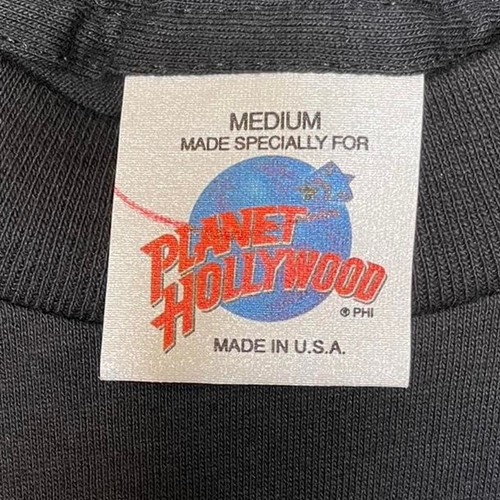 MEDIUM
MADE SPECIALLY FOR
PLANET
HOLLYWOOD
® PHI
MADE IN U.S.A.